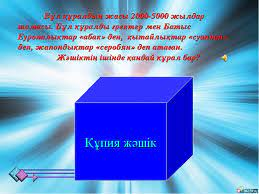 Бұл құралдың жасы 2000-5000 жылдар
шамасы. Бұл құралды гректер мен Батыс
Еуропалықтар «абак» деп, қытайлықтар «суанпан»
деп, жапондықтар «серобян» деп атаған.
Жәшіктің ішінде қандай құрал бар?
Құпия жәшік